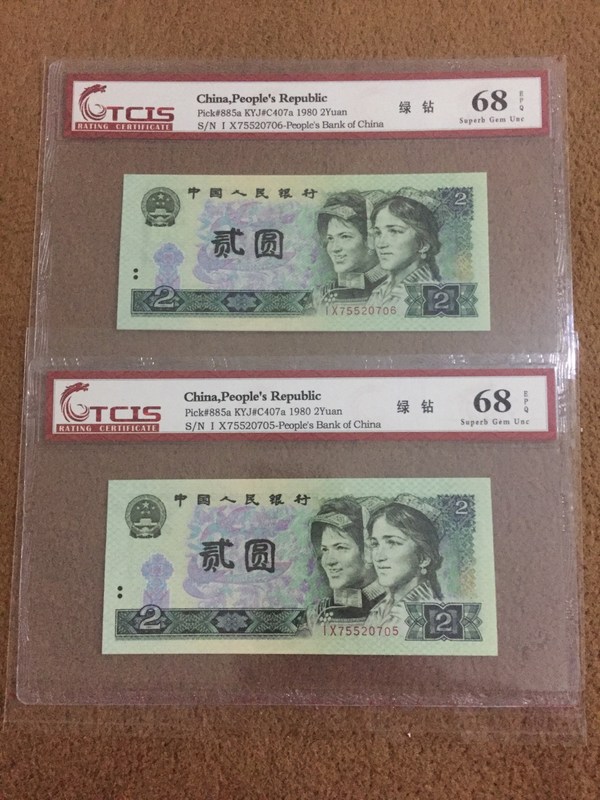 TCIS
RATING CERTIFICATE
China,People's Republic
Pick#885a KYJ#C407a 1980 2Yuan
S/N I X75520706-People's Bank of China
绿 钻
68 EPQ
Superb Gem Unc
中国人民银行
2
贰圆
2
2
IX75520706
TCIS
RATING CERTIFICATE
China,People's Republic
Pick#885a KYJ#C407a 1980 2Yuan
S/N I X75520705-People's Bank of China
绿 钻
68 EPQ
Superb Gem Unc
中国人民银行
2
贰圆
2
2
IX75520705